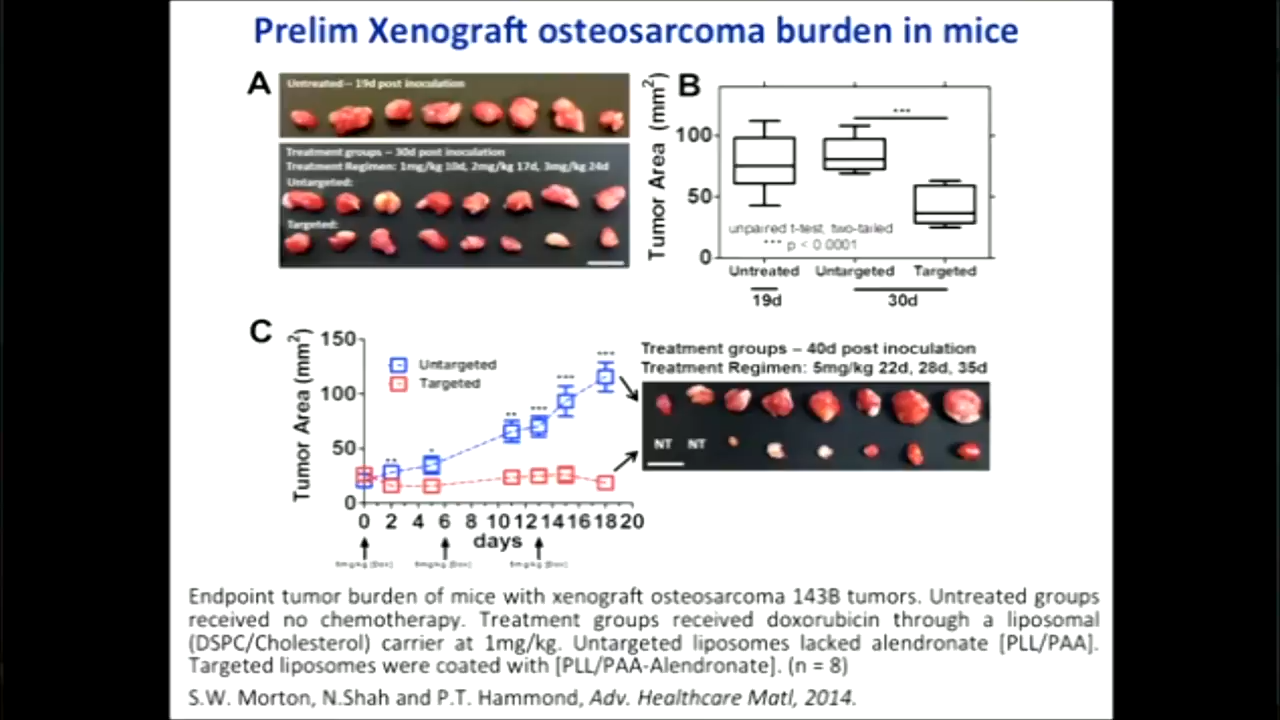 Prelim Xenograft osteosarcoma burden in mice
A
Untreated – 19d post inoculation
Treatment groups – 30d post inoculation
Treatment Regimen: 1mg/kg 10d, 2mg/kg 17d, 3mg/kg 24d
Untargeted:
Targeted:
B
Tumor Area (mm²)
100
50
0
***
unpaired t-test, two-tailed
*** p < 0.0001
Untreated Untargeted Targeted
19d 30d
C
Tumor Area (mm²)
150
100
50
0
Untargeted
Targeted
** * ** *** *** ***
0 2 4 6 8 10 12 14 16 18 20
days
5mg/kg [Dox] 5mg/kg [Dox] 5mg/kg [Dox]
Treatment groups – 40d post inoculation
Treatment Regimen: 5mg/kg 22d, 28d, 35d
NT NT
Endpoint tumor burden of mice with xenograft osteosarcoma 143B tumors. Untreated groups
received no chemotherapy. Treatment groups received doxorubicin through a liposomal
(DSPC/Cholesterol) carrier at 1mg/kg. Untargeted liposomes lacked alendronate [PLL/PAA].
Targeted liposomes were coated with [PLL/PAA-Alendronate]. (n = 8)
S.W. Morton, N.Shah and P.T. Hammond, Adv. Healthcare Matl, 2014.